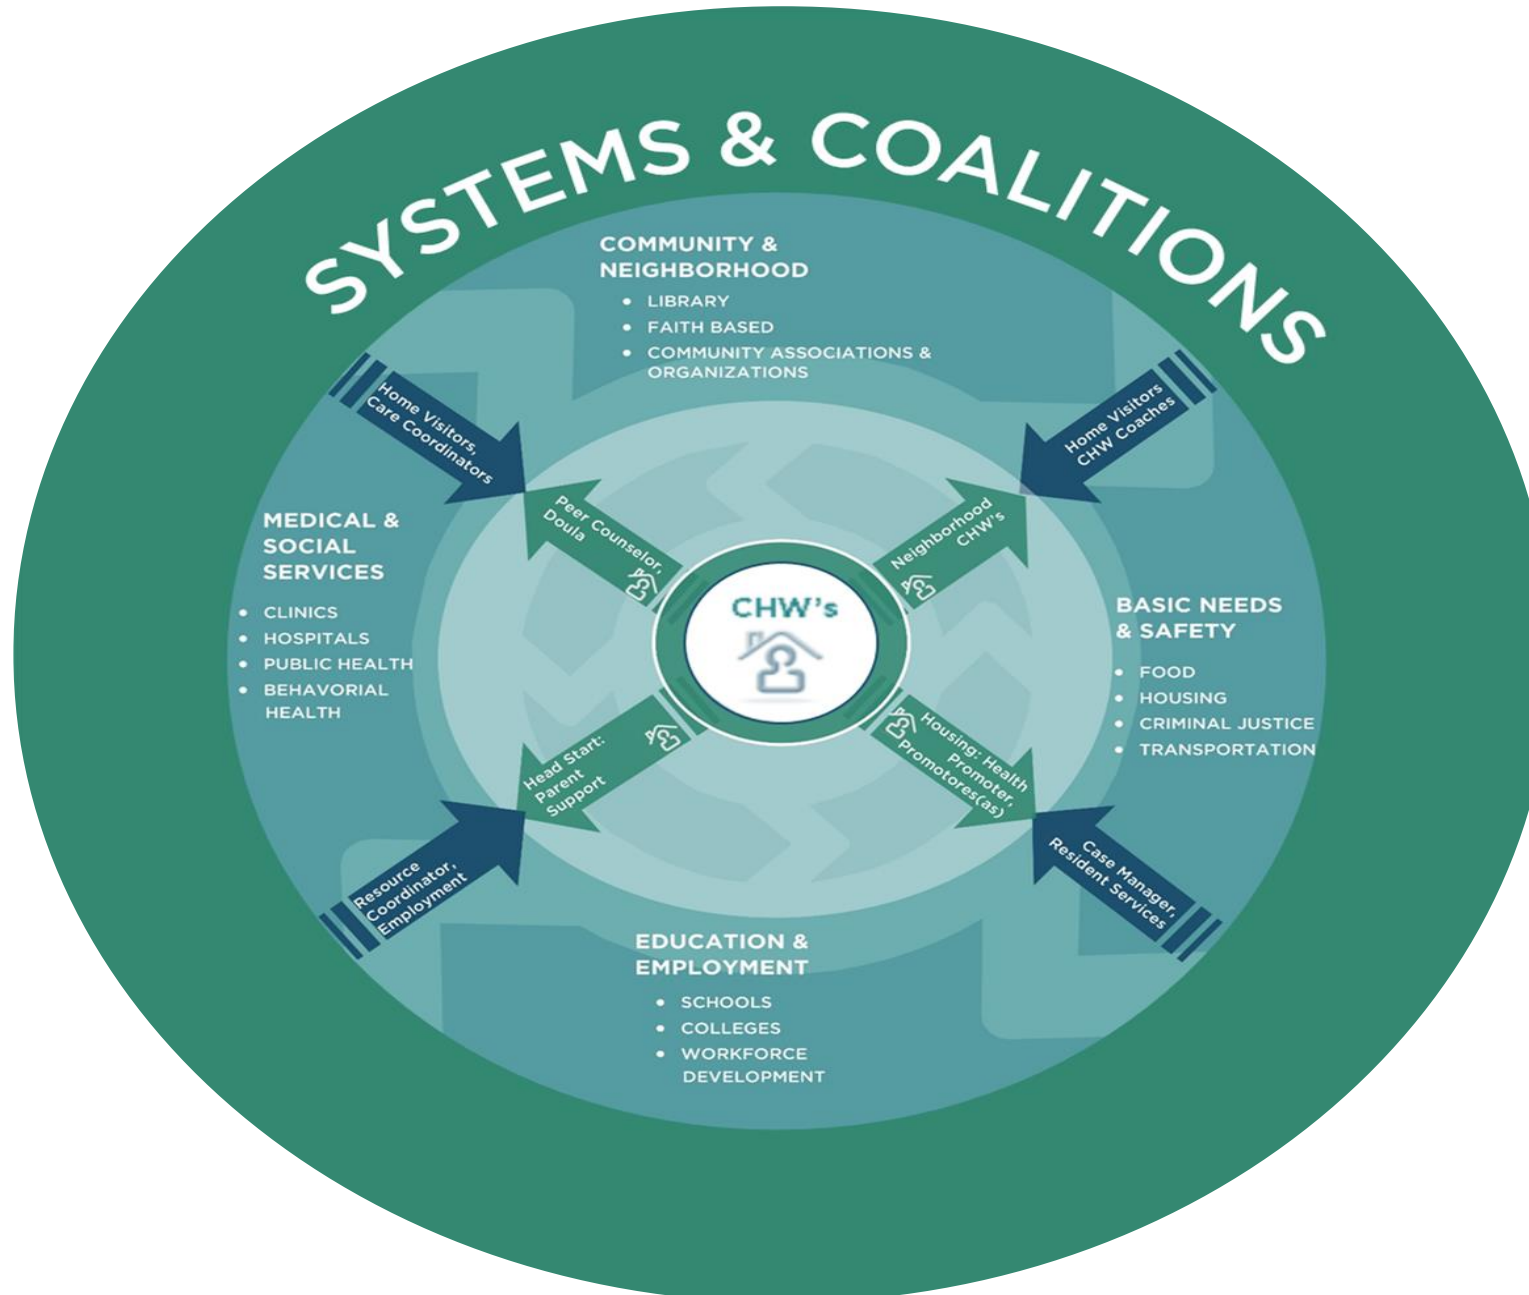 SYSTEMS & COALITIONS
COMMUNITY &
NEIGHBORHOOD
• LIBRARY
• FAITH BASED
• COMMUNITY ASSOCIATIONS &
ORGANIZATIONS
Home Visitors,
Care Coordinators
Home Visitors
CHW Coaches
Peer Counselor,
Doula
Neighborhood
CHW's
MEDICAL &
SOCIAL
SERVICES
• CLINICS
• HOSPITALS
• PUBLIC HEALTH
• BEHAVORIAL
HEALTH
CHW's
BASIC NEEDS
& SAFETY
• FOOD
• HOUSING
• CRIMINAL JUSTICE
• TRANSPORTATION
Head Start:
Parent
Support
Housing: Health
Promoter,
Promotores(as)
Resource
Coordinator,
Employment
Case Manager,
Resident Services
EDUCATION &
EMPLOYMENT
• SCHOOLS
• COLLEGES
• WORKFORCE
DEVELOPMENT